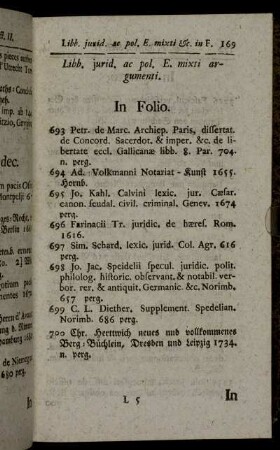 Libb. jurid. ac pol. E. mixti &c. in F. 169
Libb. jurid. ac pol. E. mixti ar-
gumenti.
In Folio.
693 Petr. de Marc. Archiep. Paris, dissertat.
de Concord. Sacerdot. & imper. &c. de li-
bertate eccl. Gallicanæ libb. 8. Par. 704.
n. perg.
694 Ad. Volkmanni Notariat-Kunst 1655.
Hernb.
695 Jo. Kahl. Calvini lexic. jur. Cæsar.
canon. feudal. civil. criminal. Genev. 1674
perg.
696 Farinacii Tr. juridic. de hæres. Rom.
1616.
697 Sim. Schard, lexic. jurid. Col. Agr. 616
perg.
698 Jo. Jac. Speidelii specul. juridic. polit.
philolog. historic. observant. & notabil. ver-
bor. rer. & antiquit. Germanic. &c. Norimb.
657 perg.
699 C. L. Diether, Supplement. Spedelian.
Norimb. 686 perg.
700 Chr. Herttwich neues und vollkommenes
Berg-Büchlein, Dresden und Leipzig 1734.
n. perg.
L 5
In